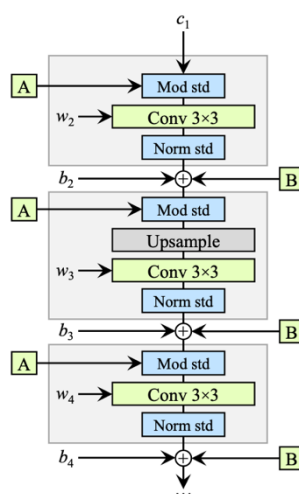 c₁
A
Mod std
w₂
Conv 3×3
Norm std
b₂
B
A
Mod std
Upsample
w₃
Conv 3×3
Norm std
b₃
B
A
Mod std
w₄
Conv 3×3
Norm std
b₄
B